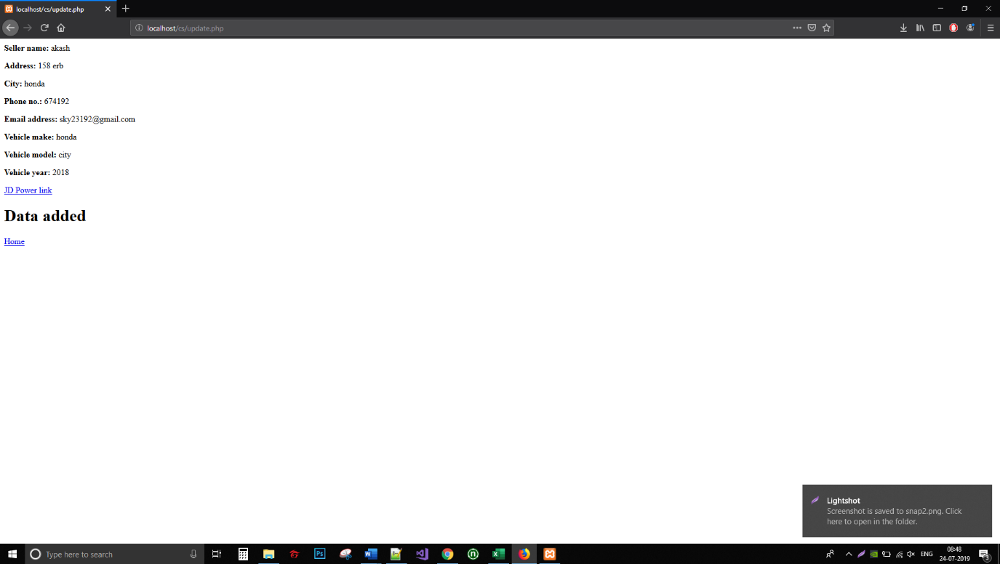 localhost/cs/update.php
localhost/cs/update.php
Seller name: akash
Address: 158 erb
City: honda
Phone no.: 674192
Email address: sky23192@gmail.com
Vehicle make: honda
Vehicle model: city
Vehicle year: 2018
JD Power link
Data added
Home
Lightshot
Screenshot is saved to snap2.png. Click
here to open in the folder.
Type here to search
Ps
ENG
08:48
24-07-2019
3